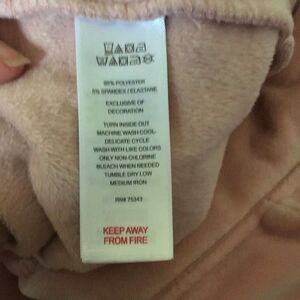 95% POLYESTER
5% SPANDEX / ELASTANE
EXCLUSIVE OF
DECORATION
TURN INSIDE OUT
MACHINE WASH COOL-
DELICATE CYCLE
WASH WITH LIKE COLORS
ONLY NON-CHLORINE
BLEACH WHEN NEEDED
TUMBLE DRY LOW
MEDIUM IRON
RN# 75343
KEEP AWAY
FROM FIRE